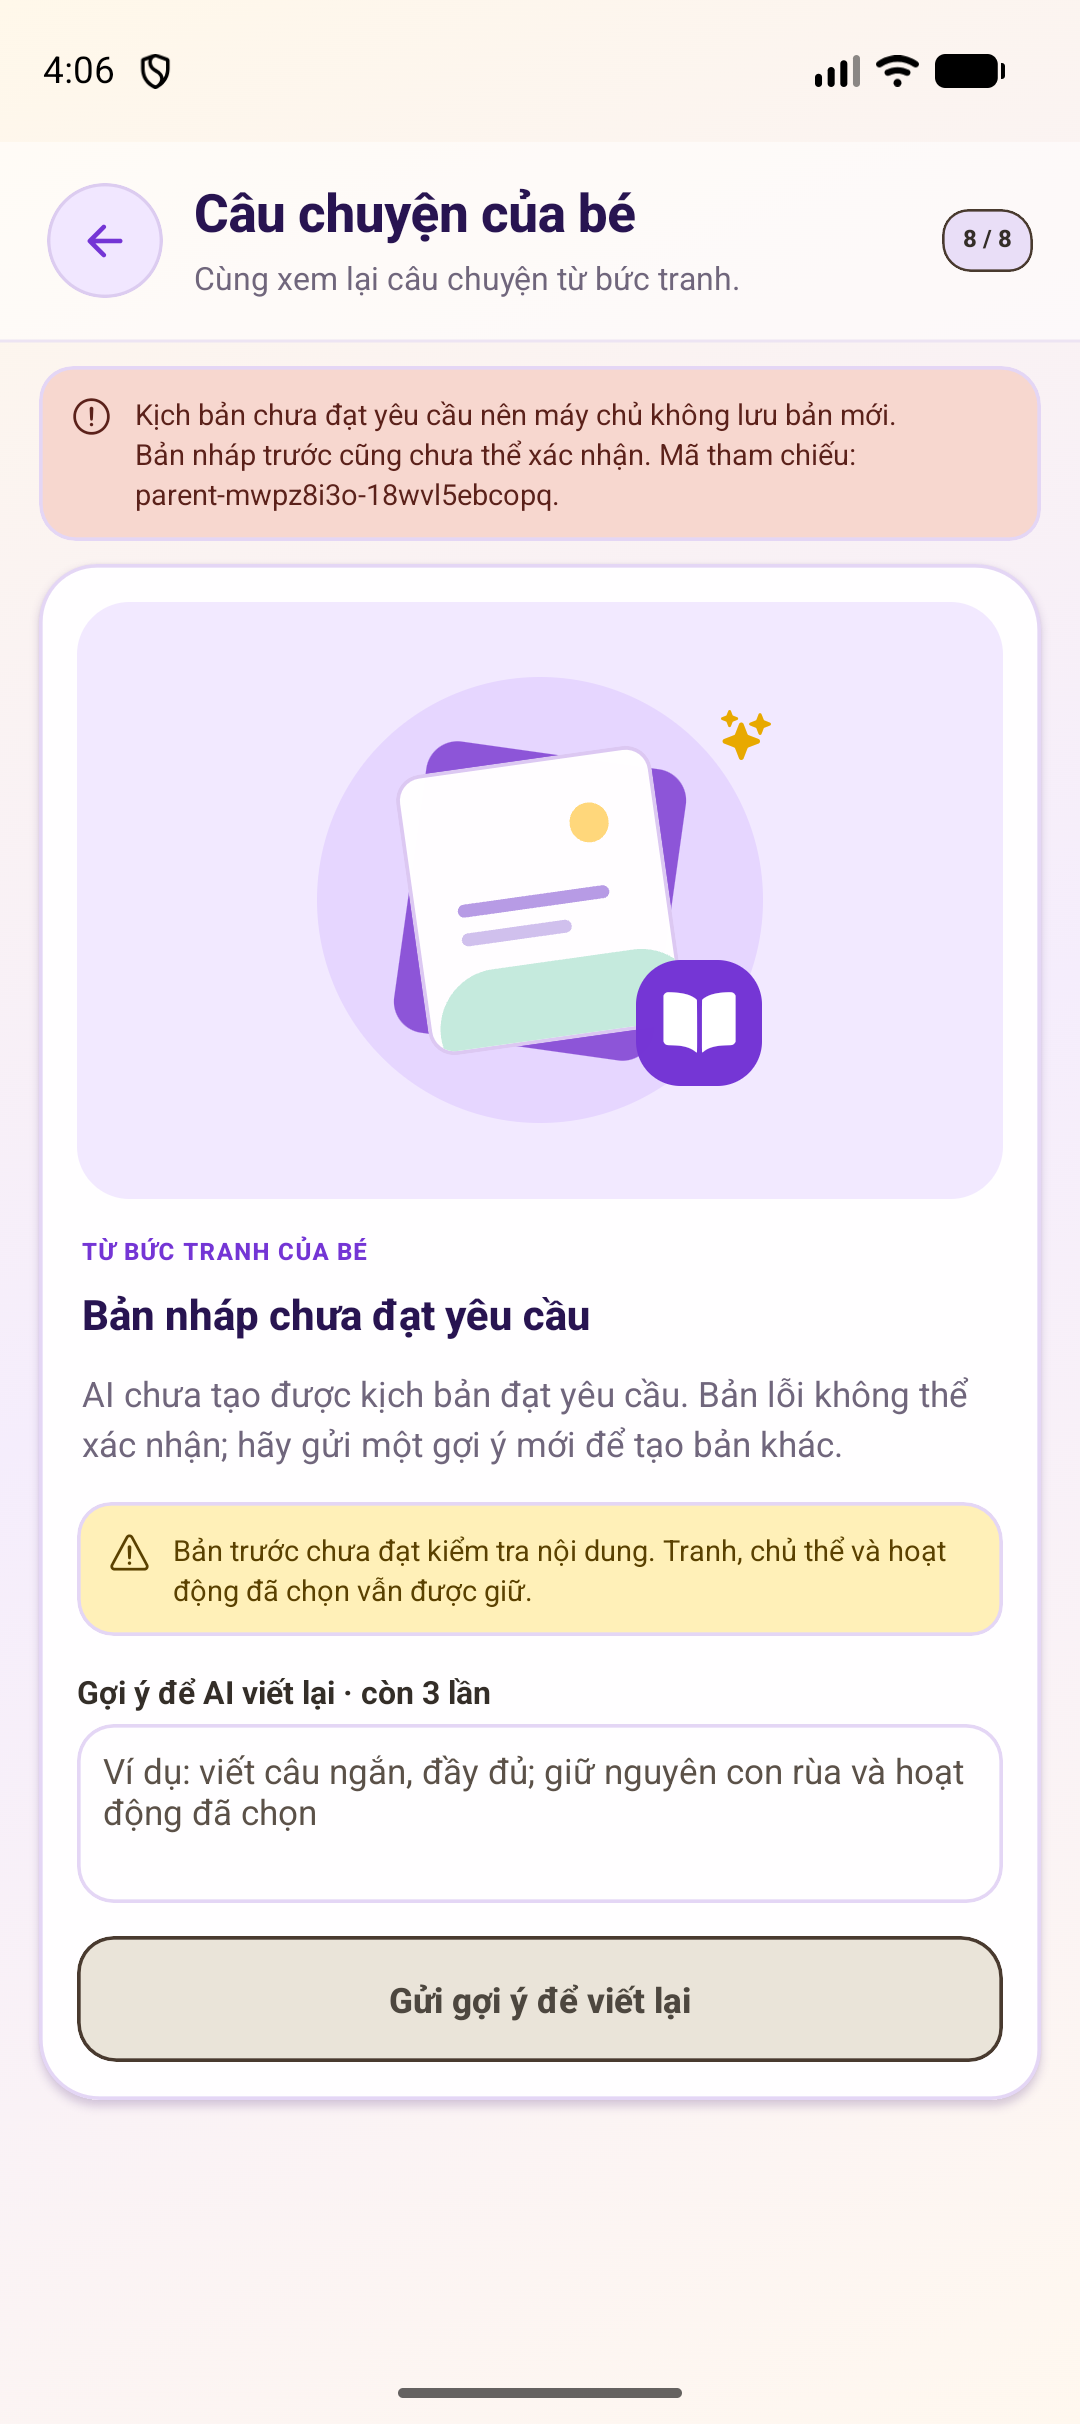 4:06
Câu chuyện của bé
Cùng xem lại câu chuyện từ bức tranh.
8 / 8
Kịch bản chưa đạt yêu cầu nên máy chủ không lưu bản mới.
Bản nháp trước cũng chưa thể xác nhận. Mã tham chiếu:
parent-mwpz8i3o-18wvl5ebcopq.
TỪ BỨC TRANH CỦA BÉ
Bản nháp chưa đạt yêu cầu
AI chưa tạo được kịch bản đạt yêu cầu. Bản lỗi không thể
xác nhận; hãy gửi một gợi ý mới để tạo bản khác.
Bản trước chưa đạt kiểm tra nội dung. Tranh, chủ thể và hoạt
động đã chọn vẫn được giữ.
Gợi ý để AI viết lại · còn 3 lần
Ví dụ: viết câu ngắn, đầy đủ; giữ nguyên con rùa và hoạt
động đã chọn
Gửi gợi ý để viết lại